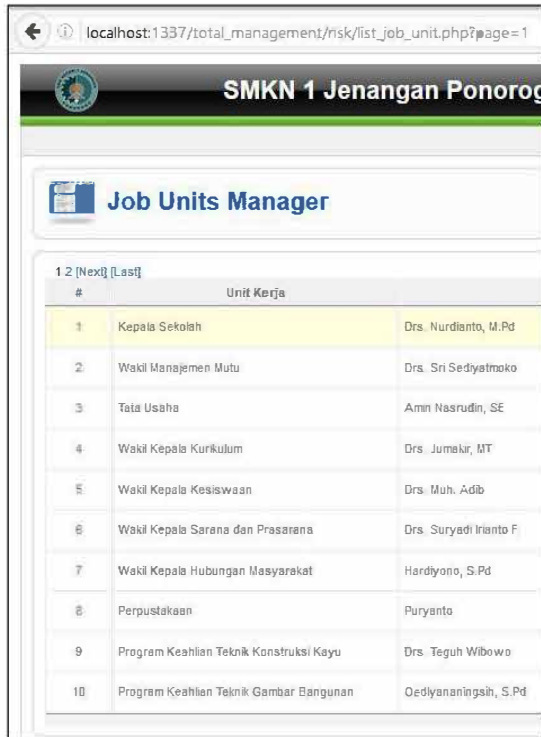 localhost:1337/total_management/risk/list_job_unit.php?page=1
SMKN 1 Jenangan Ponorog
Job Units Manager
1 2 [Next] [Last]
# Unit Kerja
1 Kepala Sekolah Drs. Nurdianto, M.Pd
2 Wakil Manajemen Mutu Dra. Sri Sediyatmoko
3 Tata Usaha Amin Nasrudin, SE
4 Wakil Kepala Kurikulum Drs. Jumakir, MT
5 Wakil Kepala Kesiswaan Drs. Muh. Adib
6 Wakil Kepala Sarana dan Prasarana Drs. Suryadi Irianto F
7 Wakil Kepala Hubungan Masyarakat Hardiyono, S.Pd
8 Perpustakaan Puryanto
9 Program Keahlian Teknik Konstruksi Kayu Drs. Teguh Wibowo
10 Program Keahlian Teknik Gambar Bangunan Oediyananingsih, S.Pd